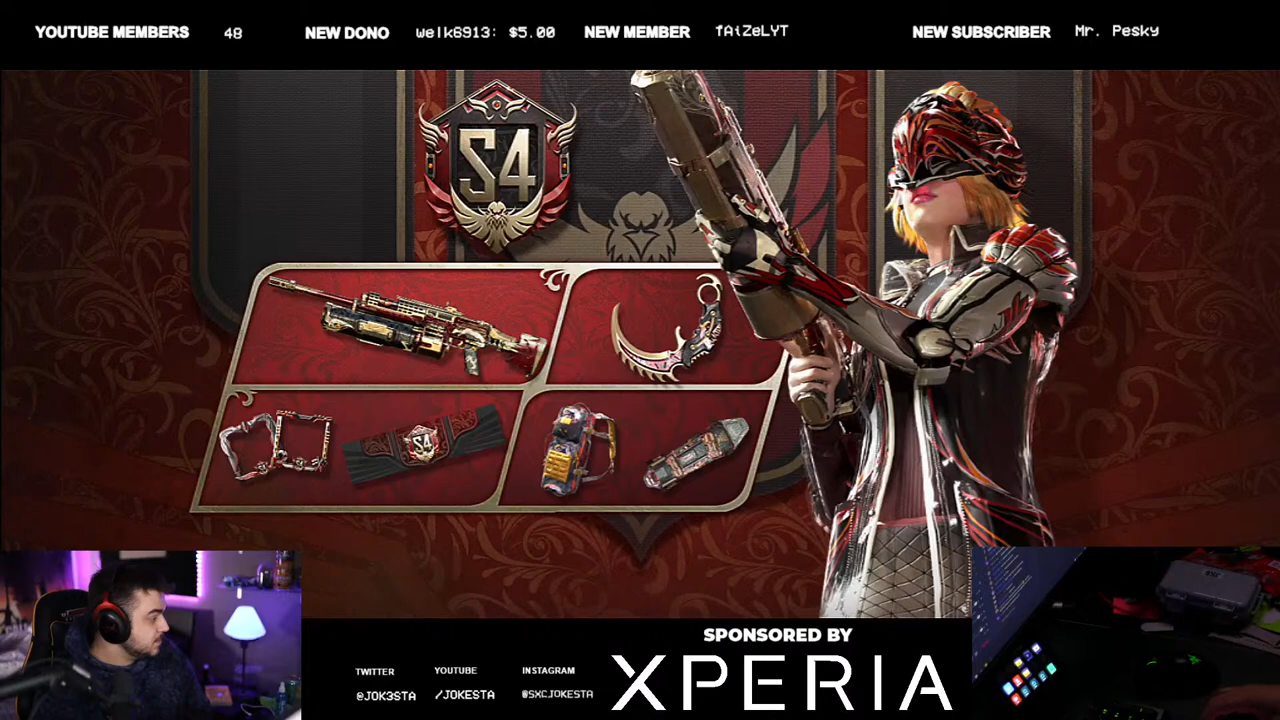 YOUTUBE MEMBERS 48 NEW DONO welk6913: $5.00 NEW MEMBER fAiZeLYT NEW SUBSCRIBER Mr. Pesky
S4
S4
SPONSORED BY
XPERIA
TWITTER YOUTUBE INSTAGRAM
@JOK3STA /JOKESTA @SXCJOKESTA